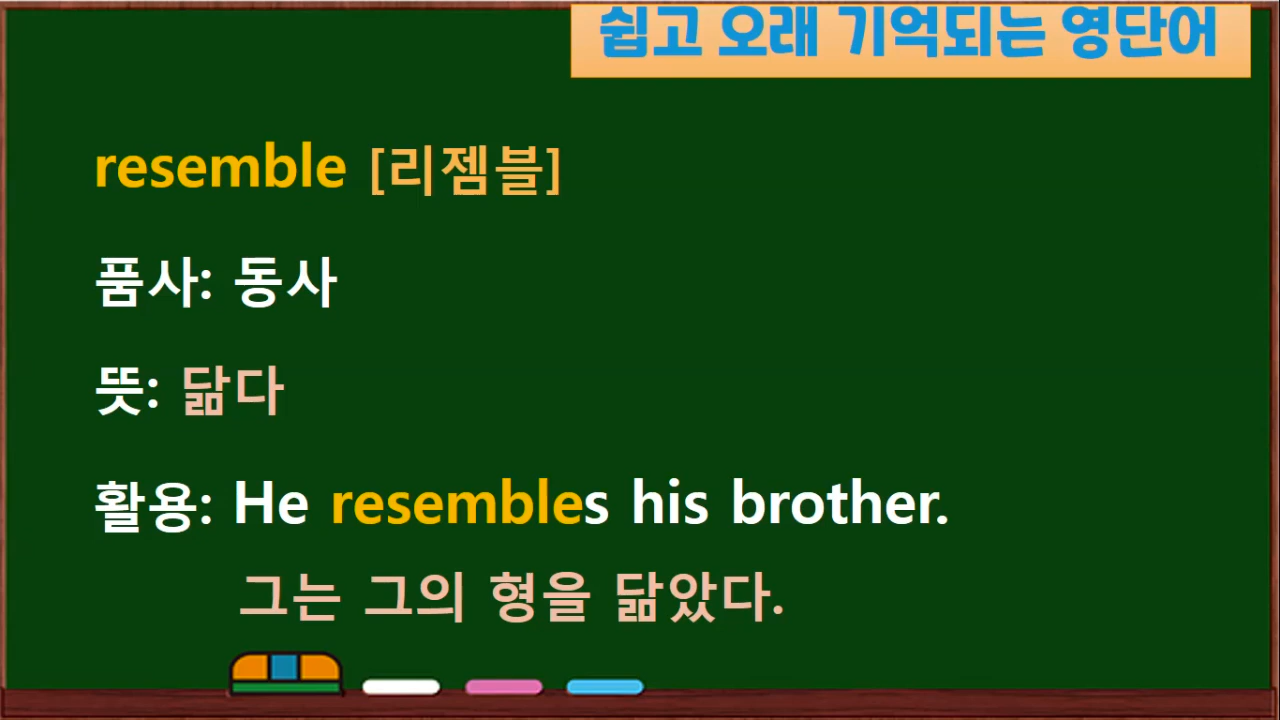 쉽고 오래 기억되는 영단어
resemble [리젬블]
품사: 동사
뜻: 닮다
활용: He resembles his brother.
그는 그의 형을 닮았다.